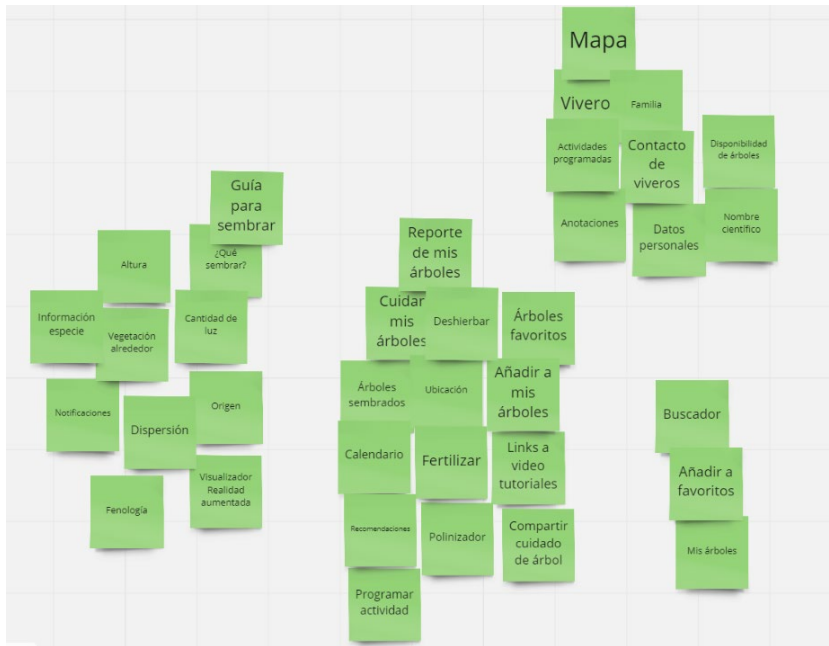 Mapa
Vivero
Familia
Actividades
programadas
Contacto
de
viveros
Disponibilidad
de árboles
Anotaciones
Datos
personales
Nombre
científico
Guía
para
sembrar
¿Qué
sembrar?
Altura
Información
especie
Vegetación
alrededor
Cantidad de
luz
Notificaciones
Dispersión
Origen
Fenología
Visualizador
Realidad
aumentada
Reporte
de mis
árboles
Cuidar
mis
árboles
Deshierbar
Árboles
favoritos
Árboles
sembrados
Ubicación
Añadir a
mis
árboles
Calendario
Fertilizar
Links a
video
tutoriales
Recomendaciones
Polinizador
Compartir
cuidado
de árbol
Programar
actividad
Buscador
Añadir a
favoritos
Mis árboles